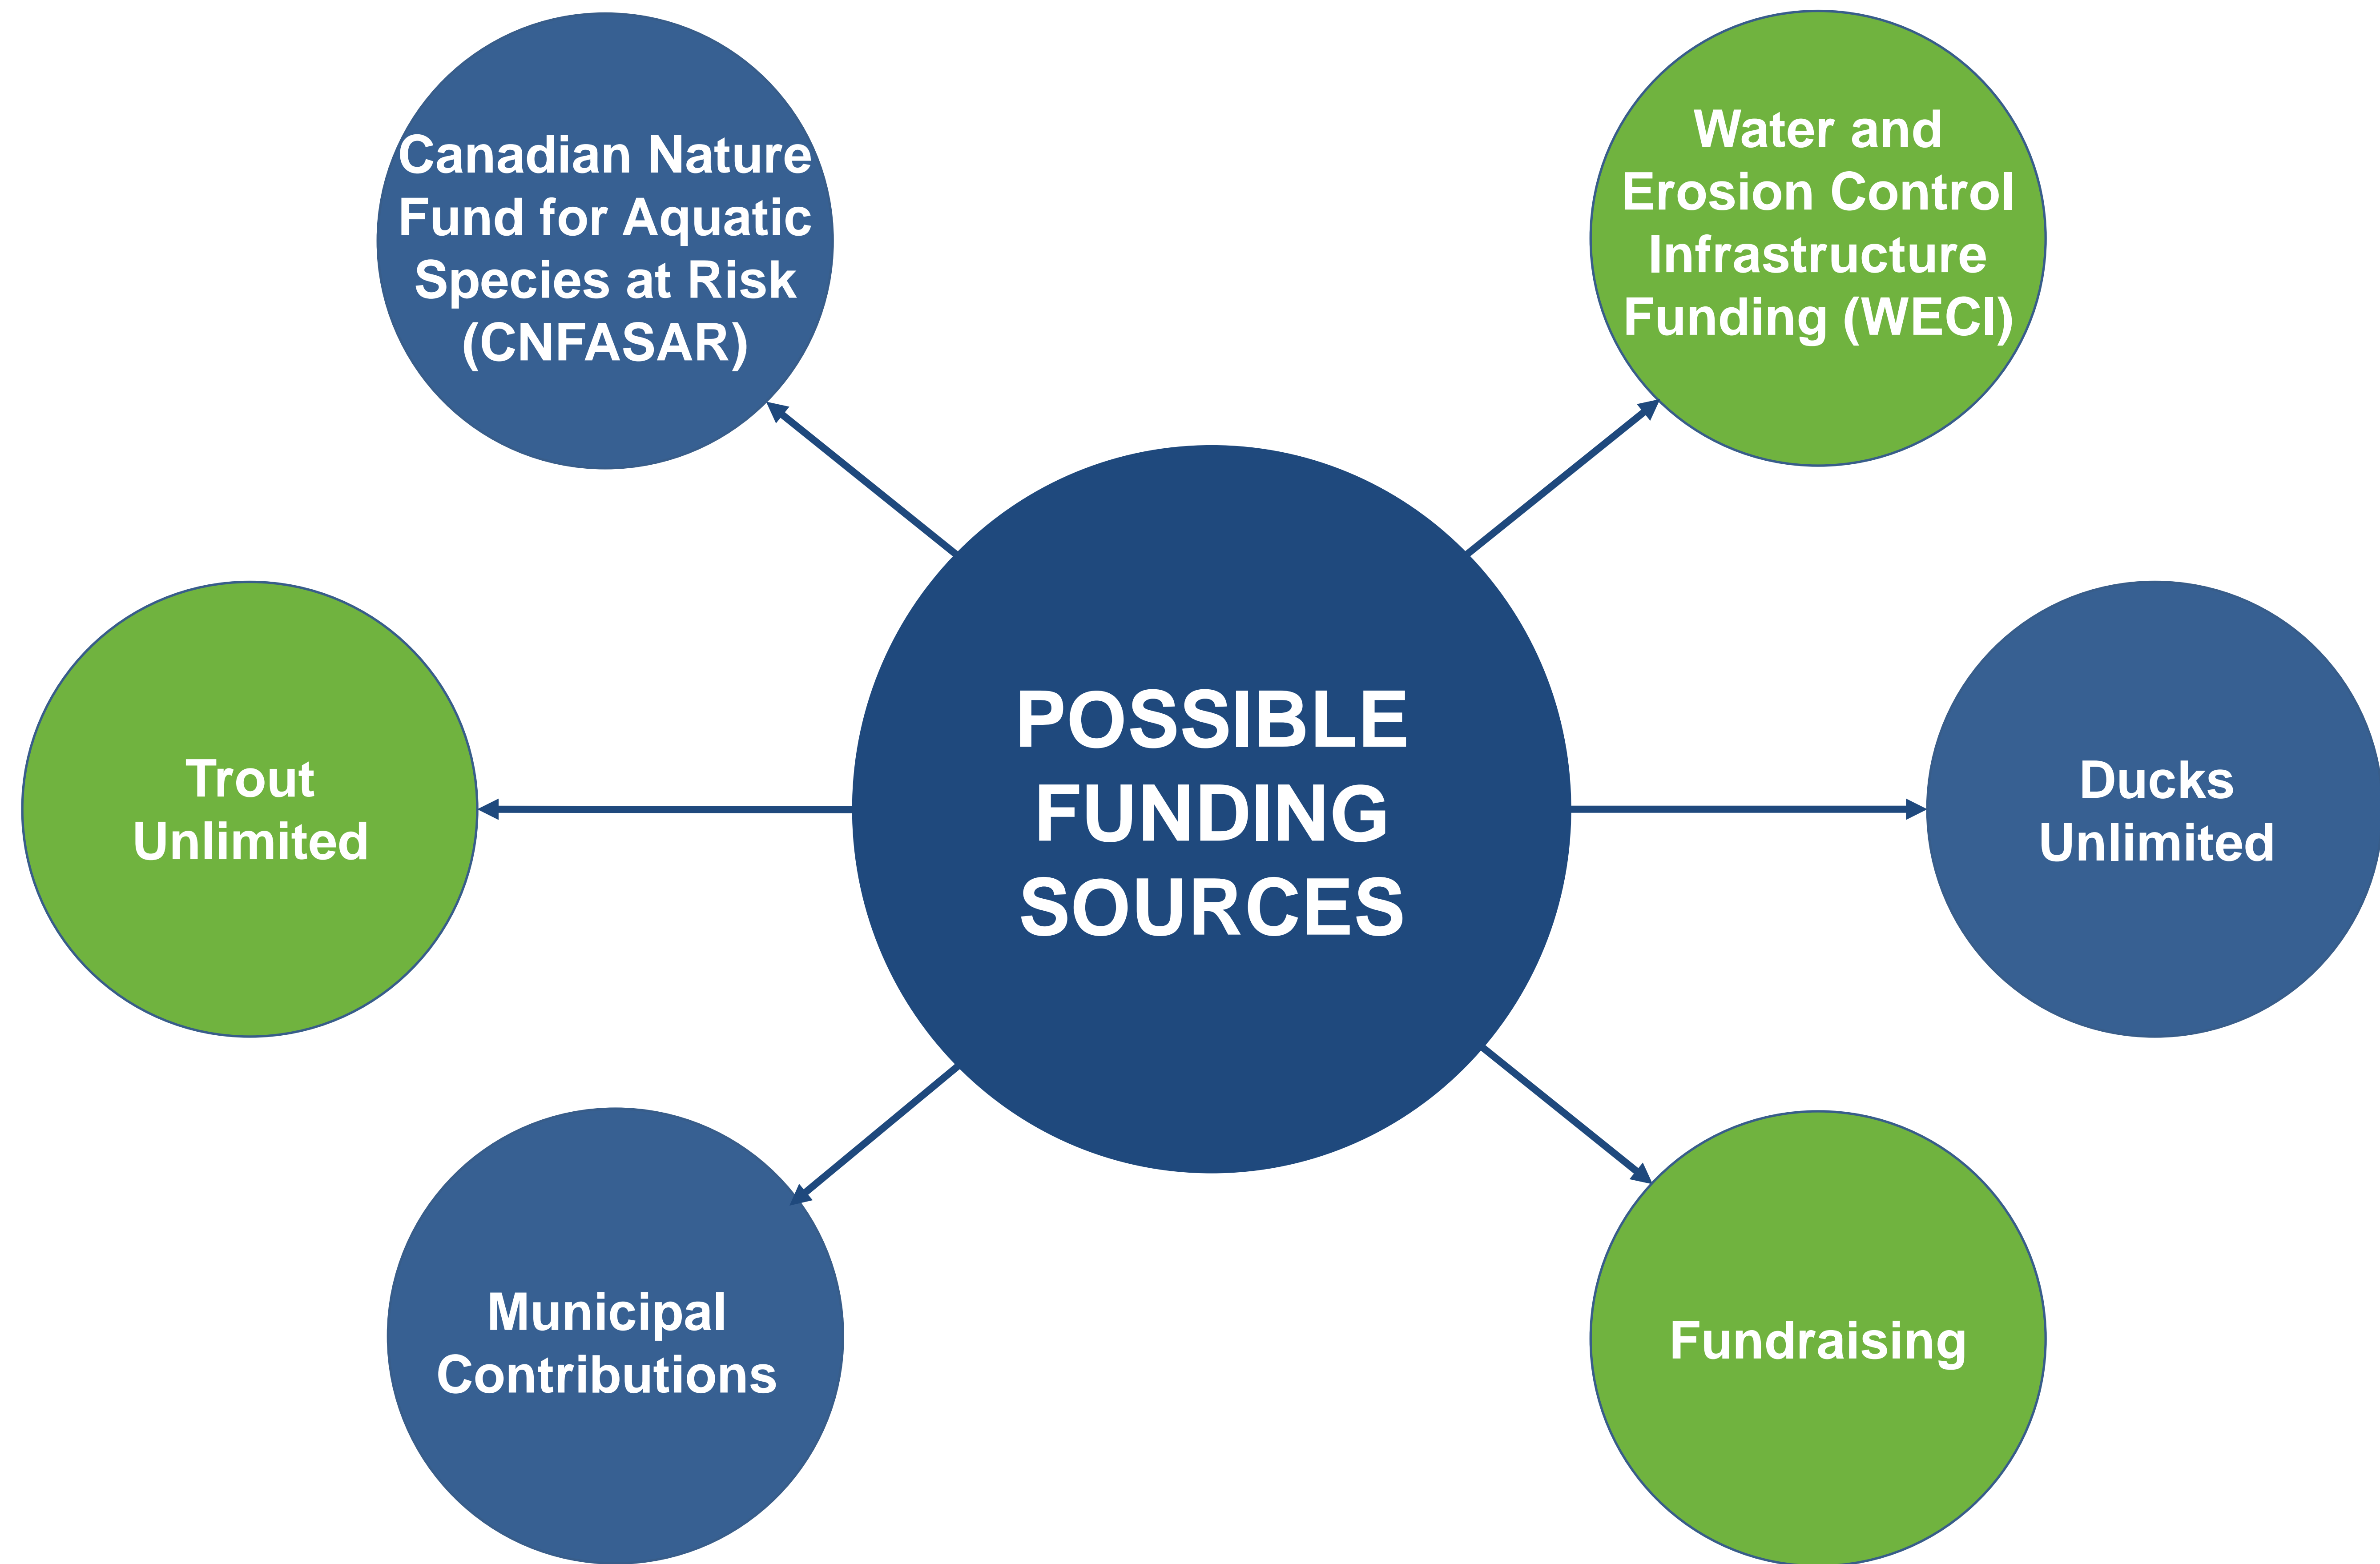 Canadian Nature
Fund for Aquatic
Species at Risk
(CNFASAR)
Water and
Erosion Control
Infrastructure
Funding (WECI)
Trout
Unlimited
POSSIBLE
FUNDING
SOURCES
Ducks
Unlimited
Municipal
Contributions
Fundraising